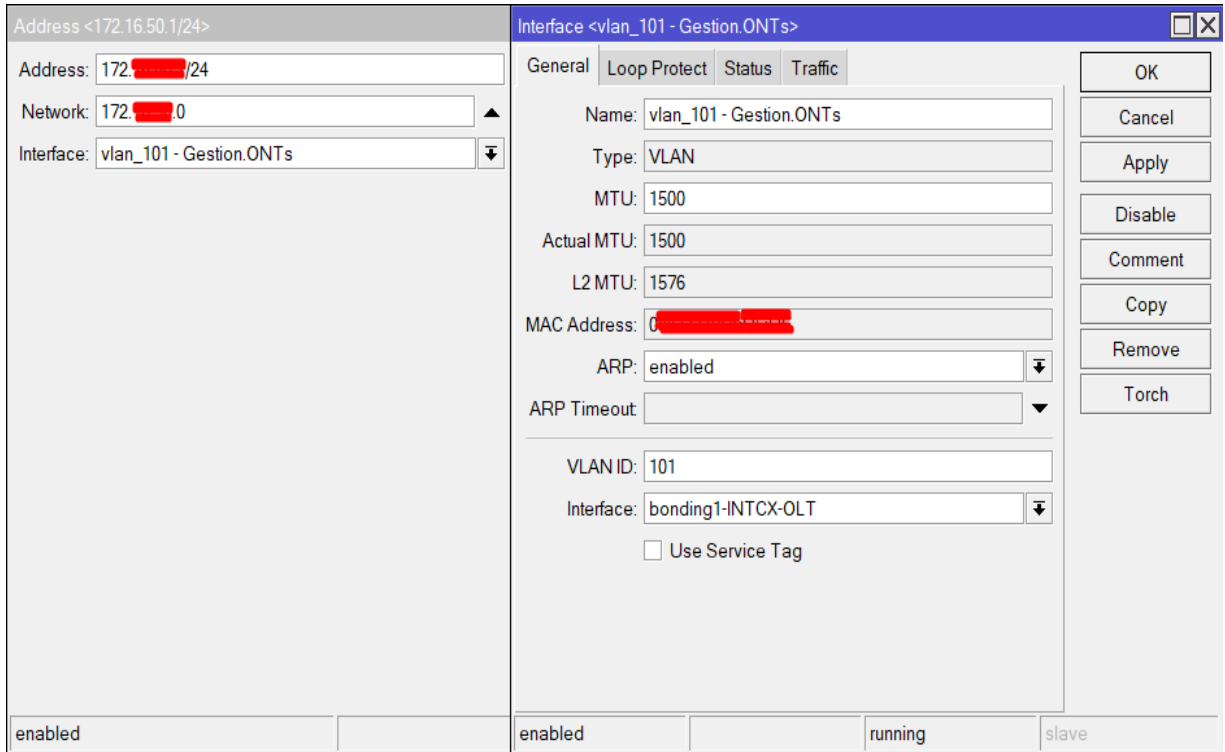 Address <172.16.50.1/24>
Address: 172. /24
Network: 172. .0
Interface: vlan_101 - Gestion.ONTs
enabled
Interface <vlan_101 - Gestion.ONTs>
General Loop Protect Status Traffic
Name: vlan_101 - Gestion.ONTs
Type: VLAN
MTU: 1500
Actual MTU: 1500
L2 MTU: 1576
MAC Address: 0
ARP: enabled
ARP Timeout
VLAN ID: 101
Interface: bonding1-INTCX-OLT
Use Service Tag
OK
Cancel
Apply
Disable
Comment
Copy
Remove
Torch
enabled running slave